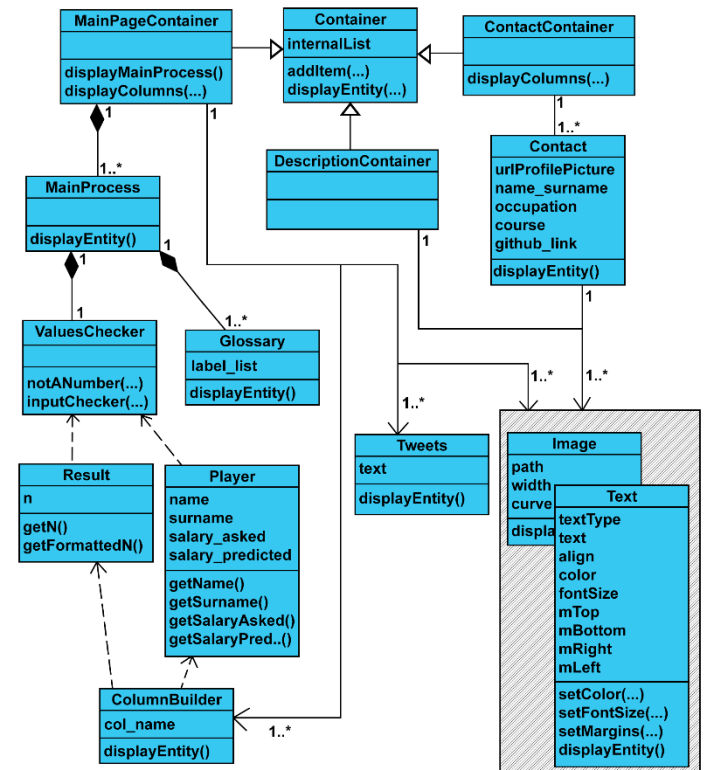 MainPageContainer
displayMainProcess()
displayColumns(...)
Container
internalList
addItem(...)
displayEntity(...)
ContactContainer
displayColumns(...)
1
1
1
1..*
1..*
DescriptionContainer
Contact
urlProfilePicture
name_surname
occupation
course
github_link
displayEntity()
MainProcess
displayEntity()
1
1
1
1
1
1..*
ValuesChecker
notANumber(...)
inputChecker(...)
Glossary
label_list
displayEntity()
1..*
1..*
1..*
Result
n
getN()
getFormattedN()
Player
name
surname
salary_asked
salary_predicted
getName()
getSurname()
getSalaryAsked()
getSalaryPred..()
Tweets
text
displayEntity()
Image
path
width
curve
displa
Text
textType
text
align
color
fontSize
mTop
mBottom
mRight
mLeft
setColor(...)
setFontSize(...)
setMargins(...)
displayEntity()
ColumnBuilder
col_name
displayEntity()
1..*